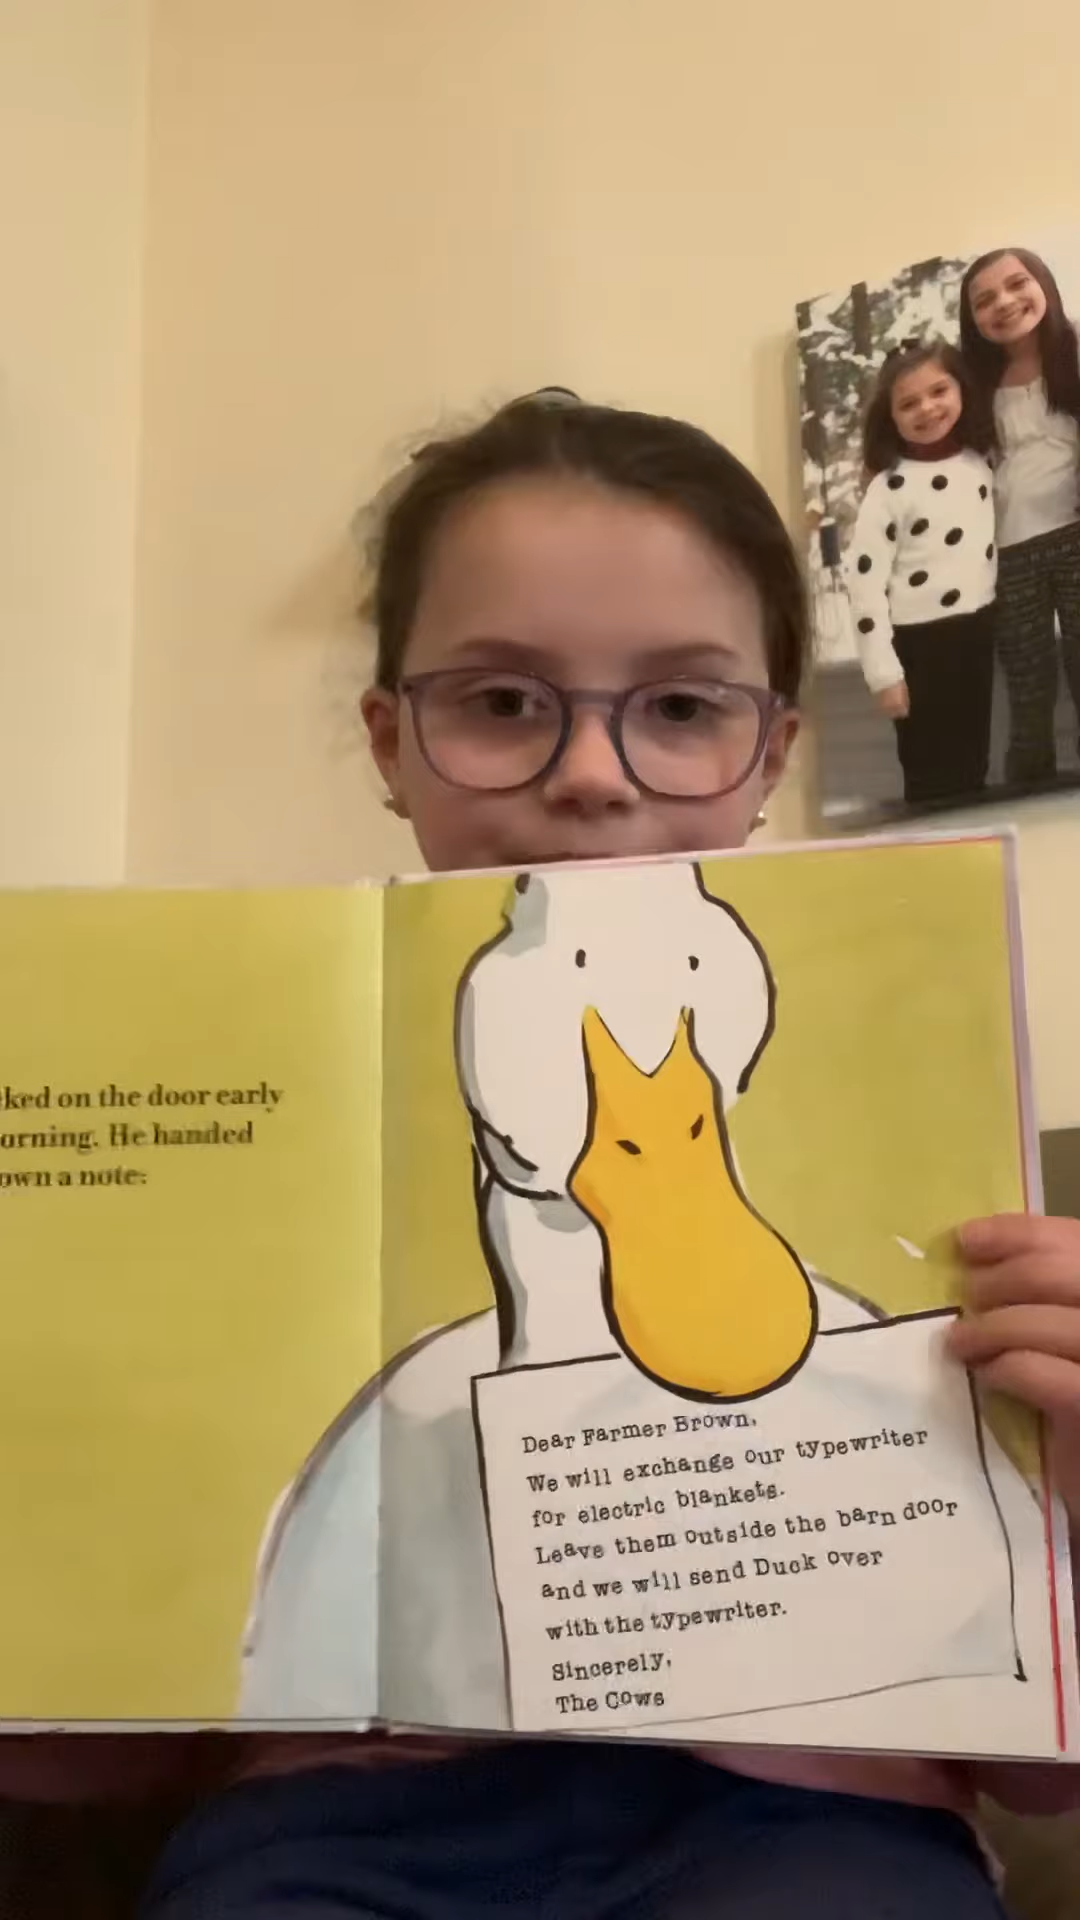 ked on the door early
orning. He handed
own a note:
Dear Farmer Brown,
We will exchange our typewriter
for electric blankets.
Leave them outside the barn door
and we will send Duck over
with the typewriter.
Sincerely,
The Cows